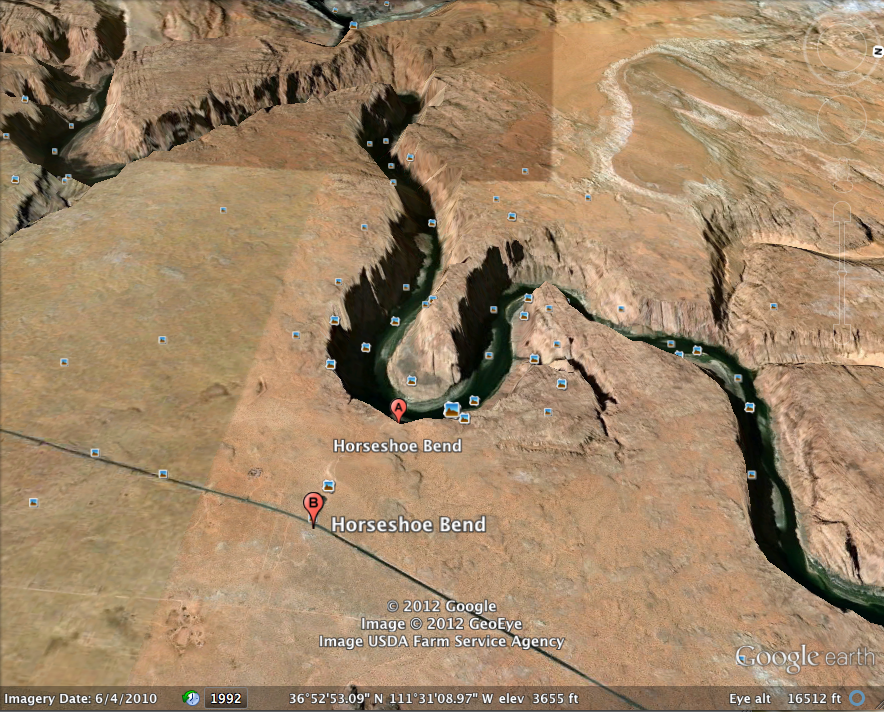 N
A
Horseshoe Bend
B
Horseshoe Bend
© 2012 Google
Image © 2012 GeoEye
Image USDA Farm Service Agency
Google earth
Imagery Date: 6/4/2010 1992 36°52'53.09" N 111°31'08.97" W elev 3655 ft Eye alt 16512 ft